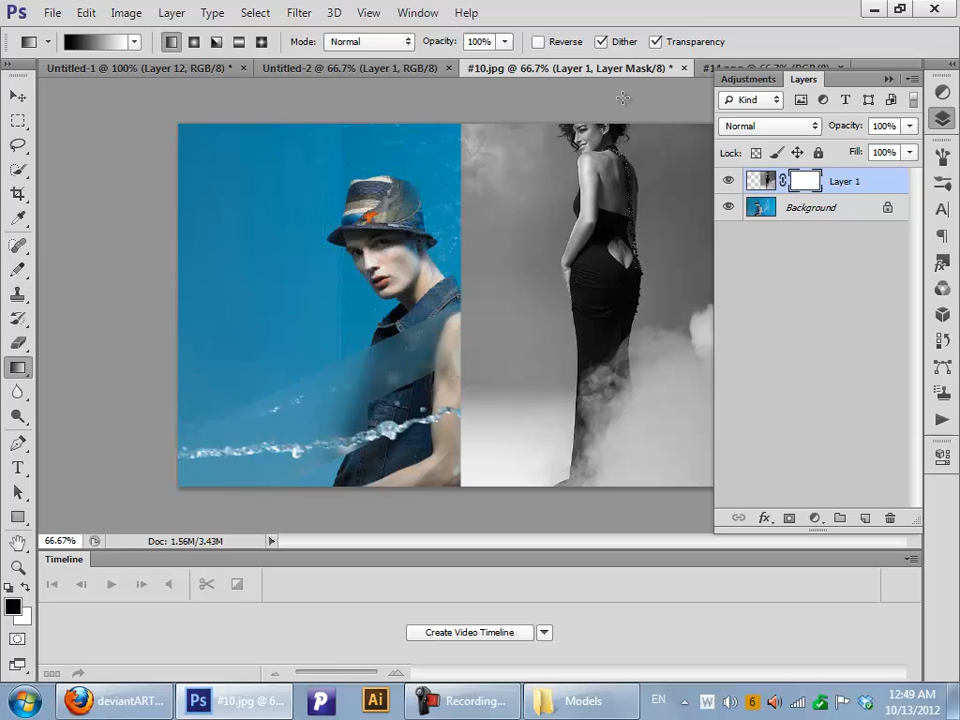 Ps File Edit Image Layer Type Select Filter 3D View Window Help
Mode: Normal Opacity: 100% Reverse Dither Transparency
Untitled-1 @ 100% (Layer 12, RGB/8) * Untitled-2 @ 66.7% (Layer 1, RGB/8) #10.jpg @ 66.7% (Layer 1, Layer Mask/8) *
Adjustments Layers
Kind
Normal Opacity: 100%
Lock: Fill: 100%
Layer 1
Background
66.67% Doc: 1.56M/3.43M
Timeline
Create Video Timeline
deviantART... Ps #10.jpg @ 6... P Ai Recording... Models EN 12:49 AM
10/13/2012